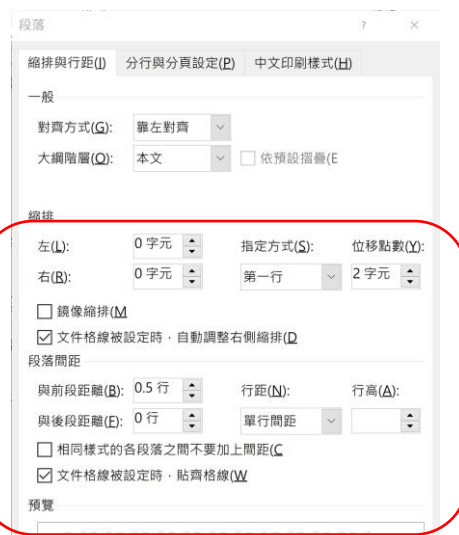 段落 ? ×
縮排與行距(I) 分行與分頁設定(P) 中文印刷樣式(H)
一般
對齊方式(G): 靠左對齊
大綱階層(O): 本文 依預設摺疊(E
縮排
左(L): 0 字元 指定方式(S): 位移點數(Y):
右(R): 0 字元 第一行 2 字元
鏡像縮排(M
文件格線被設定時，自動調整右側縮排(D
段落間距
與前段距離(B): 0.5 行 行距(N): 行高(A):
與後段距離(F): 0 行 單行間距
相同樣式的各段落之間不要加上間距(C
文件格線被設定時，貼齊格線(W
預覽